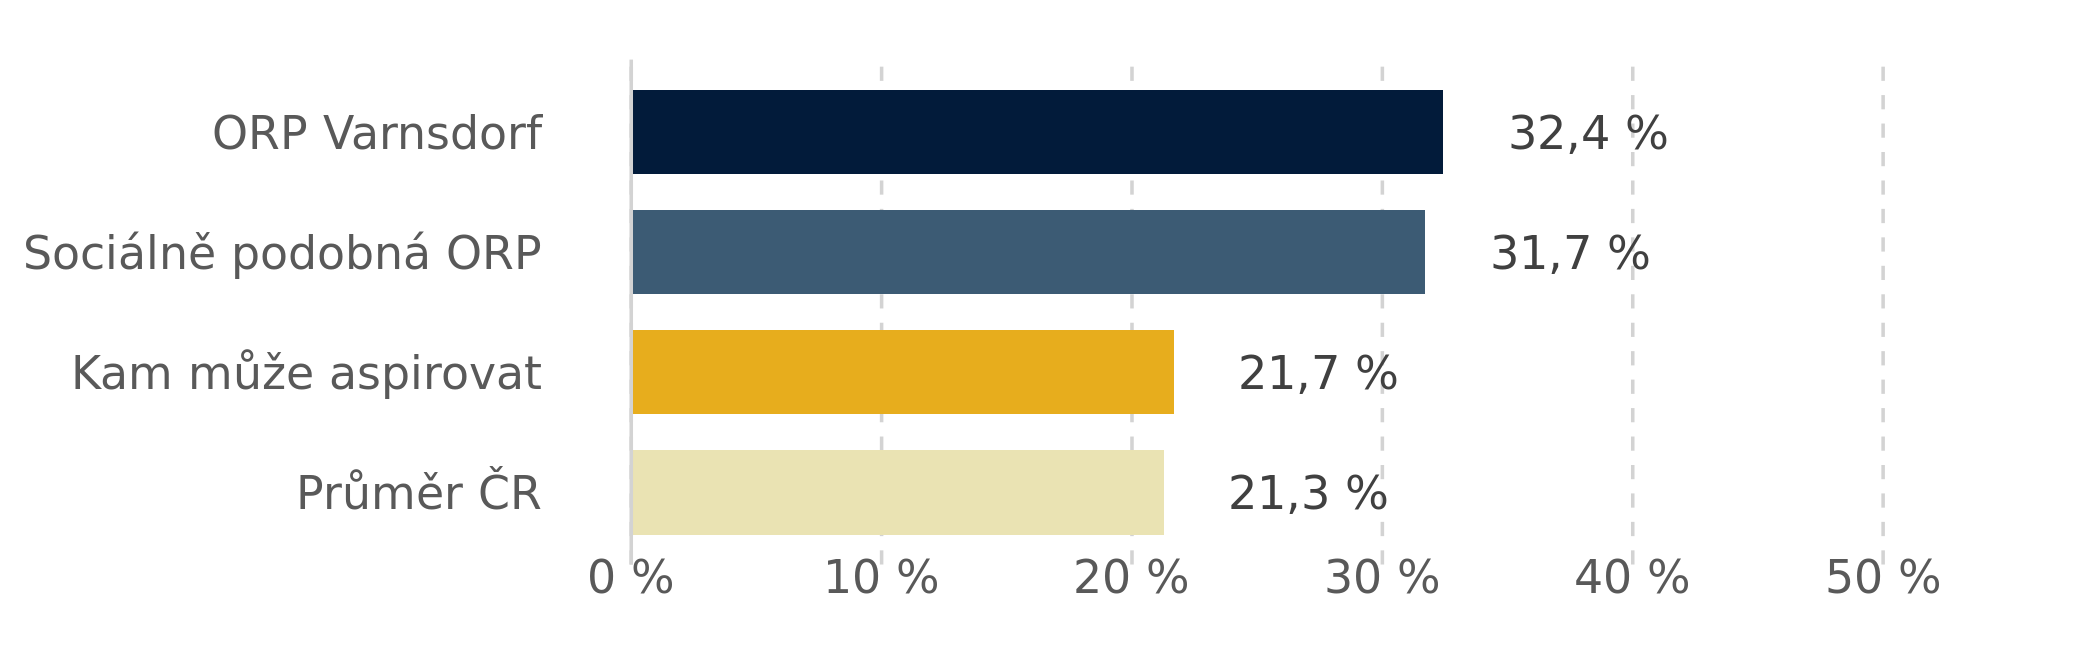 ORP Varnsdorf 32,4 %
Sociálně podobná ORP 31,7 %
Kam může aspirovat 21,7 %
Průměr ČR 21,3 %
0 % 10 % 20 % 30 % 40 % 50 %